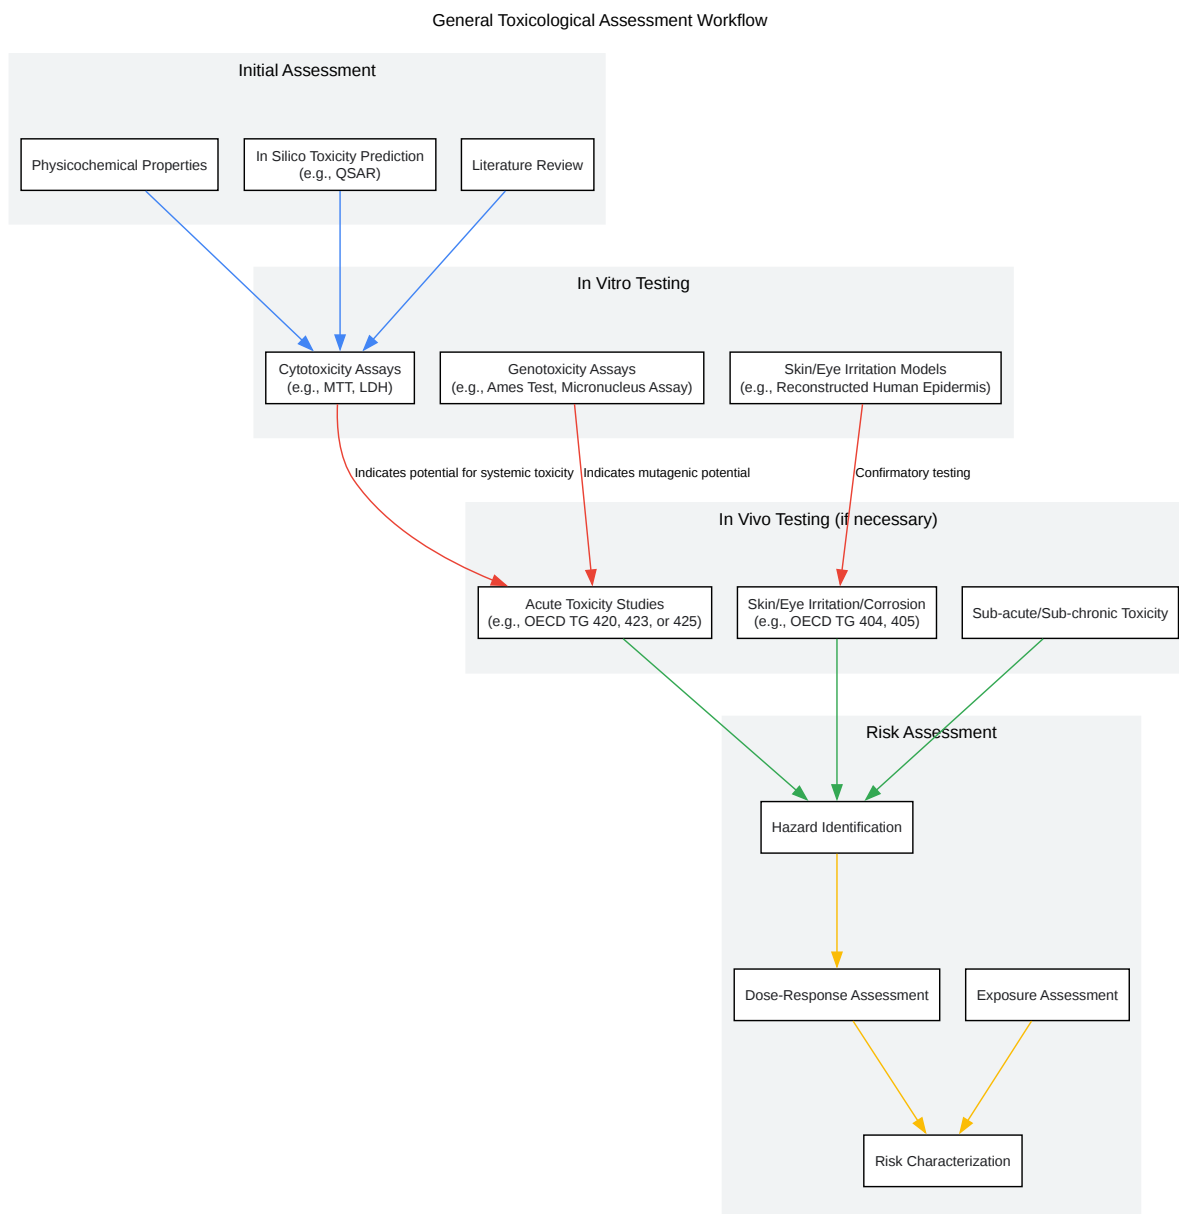 General Toxicological Assessment Workflow
Initial Assessment
Physicochemical Properties
In Silico Toxicity Prediction
(e.g., QSAR)
Literature Review
In Vitro Testing
Cytotoxicity Assays
(e.g., MTT, LDH)
Genotoxicity Assays
(e.g., Ames Test, Micronucleus Assay)
Skin/Eye Irritation Models
(e.g., Reconstructed Human Epidermis)
Indicates potential for systemic toxicity
Indicates mutagenic potential
Confirmatory testing
In Vivo Testing (if necessary)
Acute Toxicity Studies
(e.g., OECD TG 420, 423, or 425)
Skin/Eye Irritation/Corrosion
(e.g., OECD TG 404, 405)
Sub-acute/Sub-chronic Toxicity
Risk Assessment
Hazard Identification
Dose-Response Assessment
Exposure Assessment
Risk Characterization